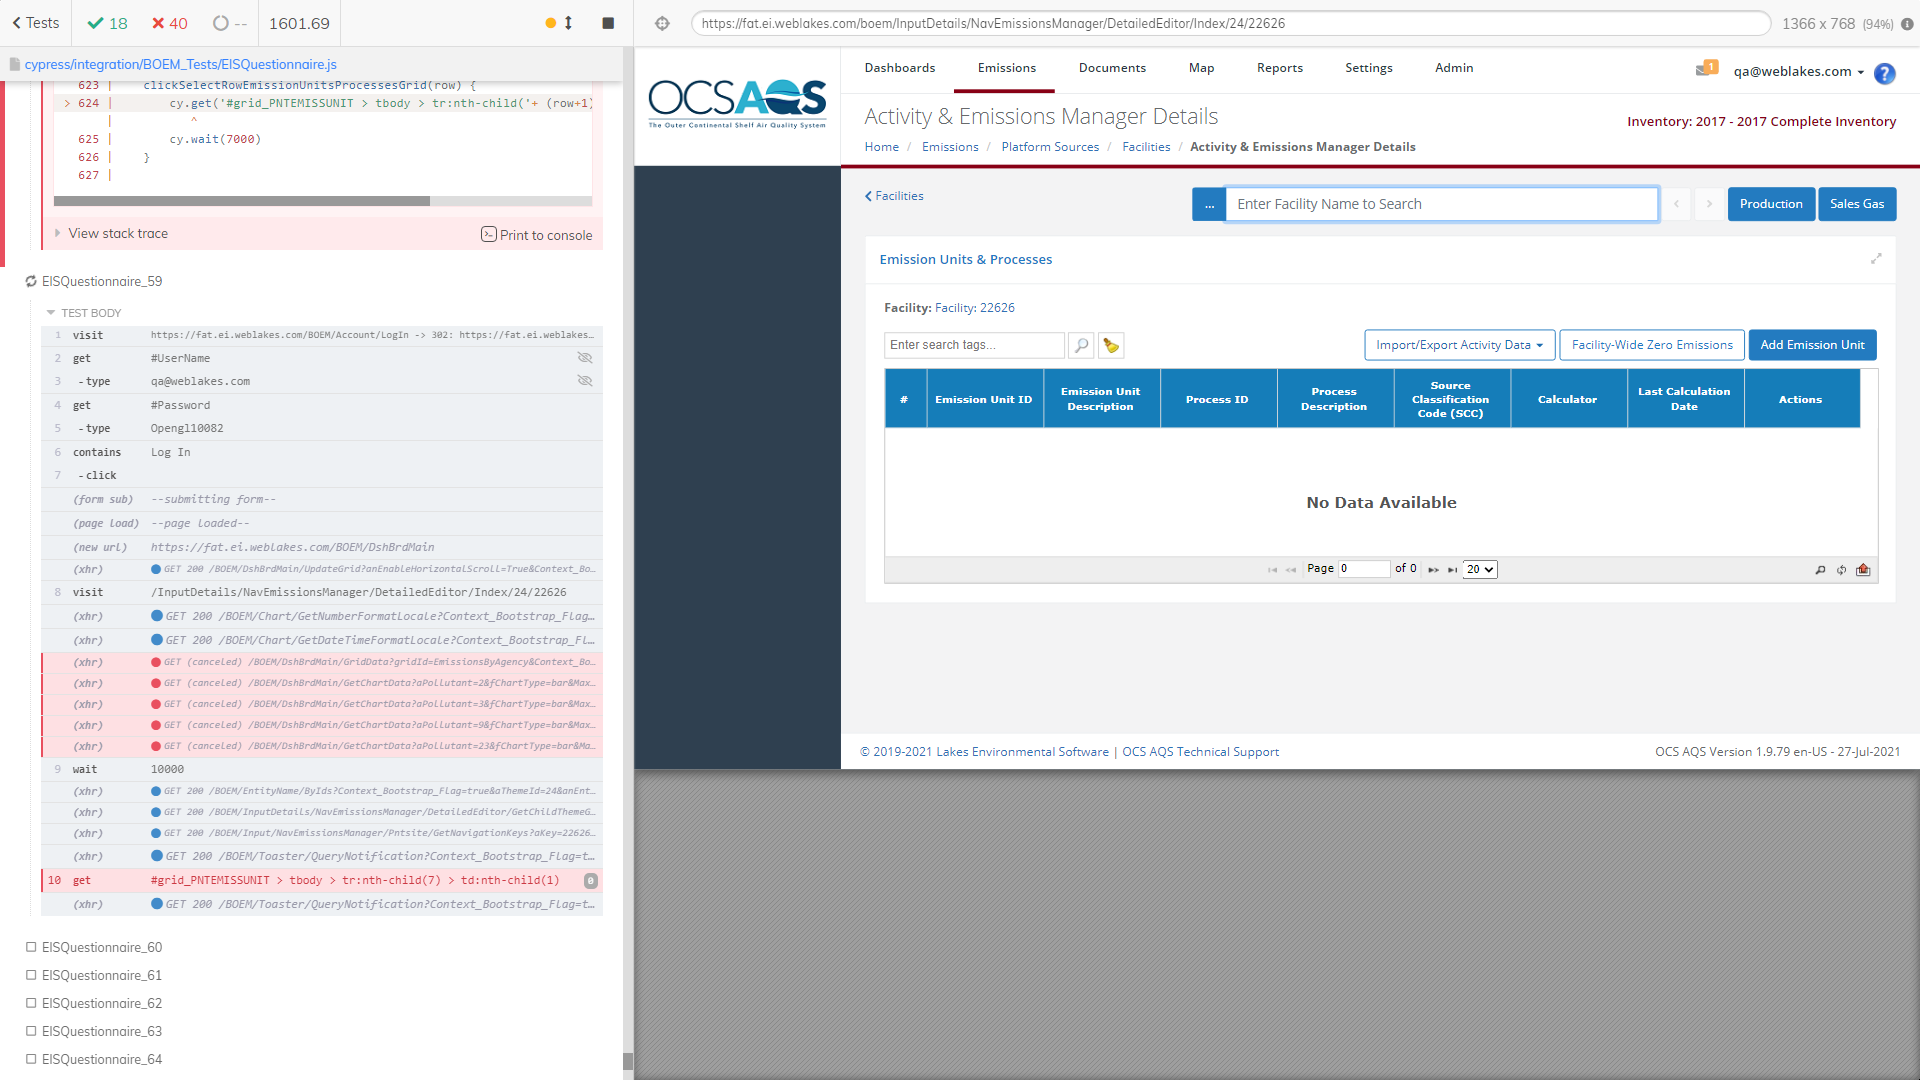 Tests
18
40
--
1601.69
https://fat.ei.weblakes.com/boem/InputDetails/NavEmissionsManager/DetailedEditor/Index/24/22626
1366 x 768 (94%)
cypress/integration/BOEM_Tests/EISQuestionnaire.js
623 | clickSelectRowEmissionUnitsProcessesGrid(row) {
> 624 | cy.get('#grid_PNTEMISSUNIT > tbody > tr:nth-child('+ (row+1)
| ^
625 | cy.wait(7000)
626 | }
627 |
View stack trace
Print to console
EISQuestionnaire_59
TEST BODY
1 visit https://fat.ei.weblakes.com/BOEM/Account/LogIn -> 302: https://fat.ei.weblakes...
2 get #UserName
3 -type qa@weblakes.com
4 get #Password
5 -type Opengl10082
6 contains Log In
7 -click
(form sub) --submitting form--
(page load) --page loaded--
(new url) https://fat.ei.weblakes.com/BOEM/DshBrdMain
(xhr) GET 200 /BOEM/DshBrdMain/UpdateGrid?anEnableHorizontalScroll=True&Context_Bo...
8 visit /InputDetails/NavEmissionsManager/DetailedEditor/Index/24/22626
(xhr) GET 200 /BOEM/Chart/GetNumberFormatLocale?Context_Bootstrap_Flag...
(xhr) GET 200 /BOEM/Chart/GetDateTimeFormatLocale?Context_Bootstrap_Fl...
(xhr) GET (canceled) /BOEM/DshBrdMain/GridData?gridId=EmissionsByAgency&Context_Bo...
(xhr) GET (canceled) /BOEM/DshBrdMain/GetChartData?aPollutant=2&fChartType=bar&Max...
(xhr) GET (canceled) /BOEM/DshBrdMain/GetChartData?aPollutant=3&fChartType=bar&Max...
(xhr) GET (canceled) /BOEM/DshBrdMain/GetChartData?aPollutant=9&fChartType=bar&Max...
(xhr) GET (canceled) /BOEM/DshBrdMain/GetChartData?aPollutant=23&fChartType=bar&Ma...
9 wait 10000
(xhr) GET 200 /BOEM/EntityName/ByIds?Context_Bootstrap_Flag=true&aThemeId=24&anEnt...
(xhr) GET 200 /BOEM/InputDetails/NavEmissionsManager/DetailedEditor/GetChildThemeG...
(xhr) GET 200 /BOEM/Input/NavEmissionsManager/Pntsite/GetNavigationKeys?aKey=22626...
(xhr) GET 200 /BOEM/Toaster/QueryNotification?Context_Bootstrap_Flag=t...
10 get #grid_PNTEMISSUNIT > tbody > tr:nth-child(7) > td:nth-child(1) 0
(xhr) GET 200 /BOEM/Toaster/QueryNotification?Context_Bootstrap_Flag=t...
EISQuestionnaire_60
EISQuestionnaire_61
EISQuestionnaire_62
EISQuestionnaire_63
EISQuestionnaire_64
OCSAQS
The Outer Continental Shelf Air Quality System
Dashboards Emissions Documents Map Reports Settings Admin
1 qa@weblakes.com ?
Activity & Emissions Manager Details
Inventory: 2017 - 2017 Complete Inventory
Home / Emissions / Platform Sources / Facilities / Activity & Emissions Manager Details
Facilities
... Enter Facility Name to Search
Production Sales Gas
Emission Units & Processes
Facility: Facility: 22626
Enter search tags...
Import/Export Activity Data Facility-Wide Zero Emissions Add Emission Unit
# Emission Unit ID Emission Unit Description Process ID Process Description Source Classification Code (SCC) Calculator Last Calculation Date Actions
No Data Available
Page 0 of 0 20
© 2019-2021 Lakes Environmental Software | OCS AQS Technical Support
OCS AQS Version 1.9.79 en-US - 27-Jul-2021